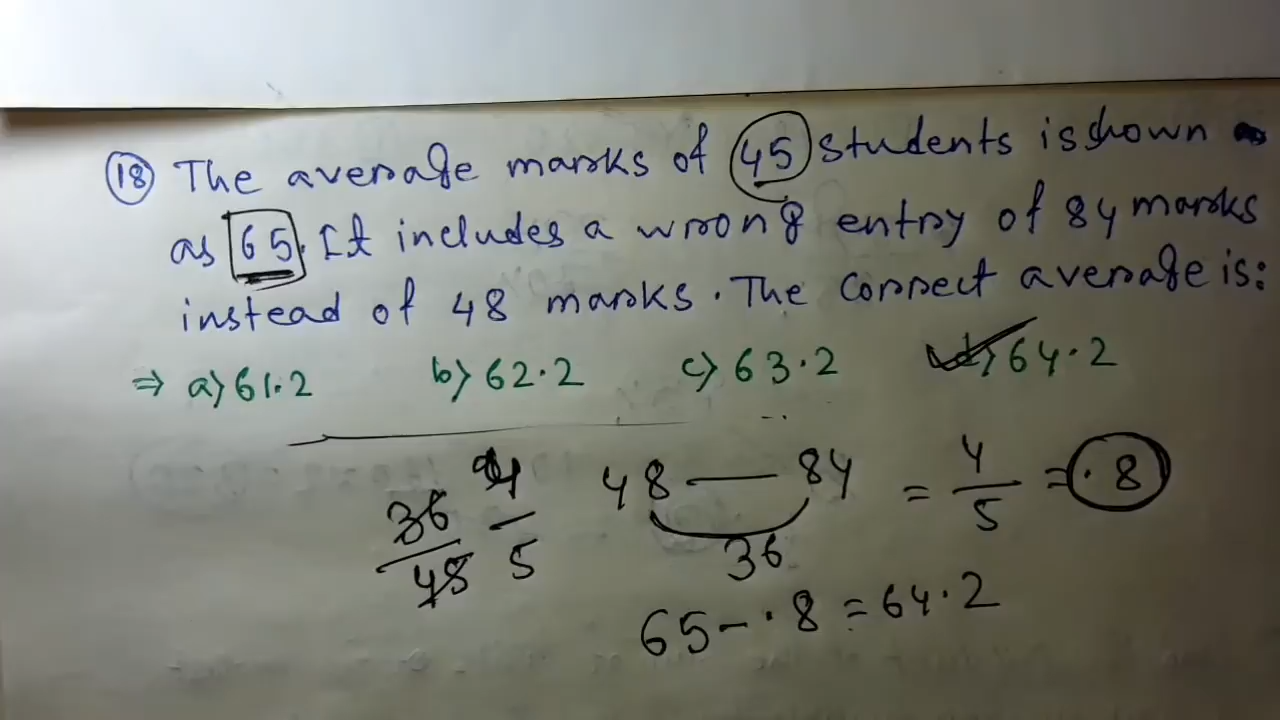 (18) The average marks of 45 students is shown
as 65. It includes a wrong entry of 84 marks
instead of 48 marks. The correct average is:
⇒ a) 61.2 b) 62.2 c) 63.2 d) 64.2
36/45 4/5 48 — 84 = 4/5 = .8
36
65 - .8 = 64.2